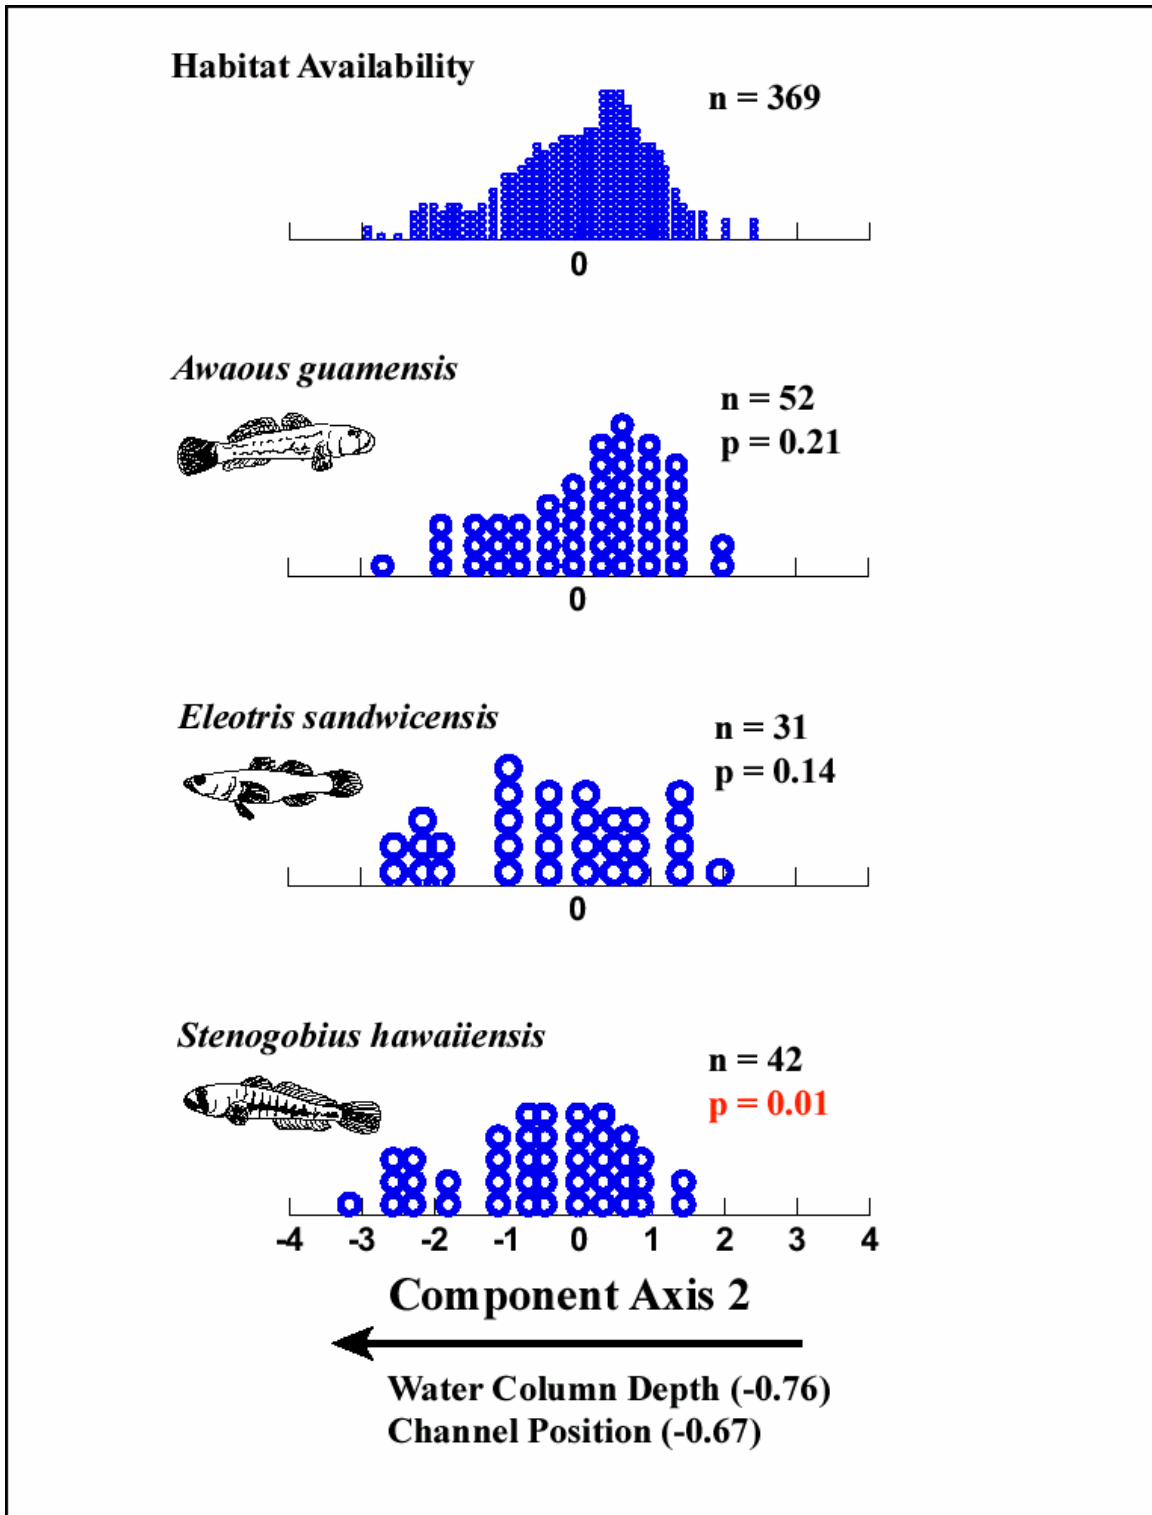 Habitat Availability
n = 369
0
Awaous guamensis
n = 52
p = 0.21
0
Eleotris sandwicensis
n = 31
p = 0.14
0
Stenogobius hawaiiensis
n = 42
p = 0.01
-4 -3 -2 -1 0 1 2 3 4
Component Axis 2
Water Column Depth (-0.76)
Channel Position (-0.67)